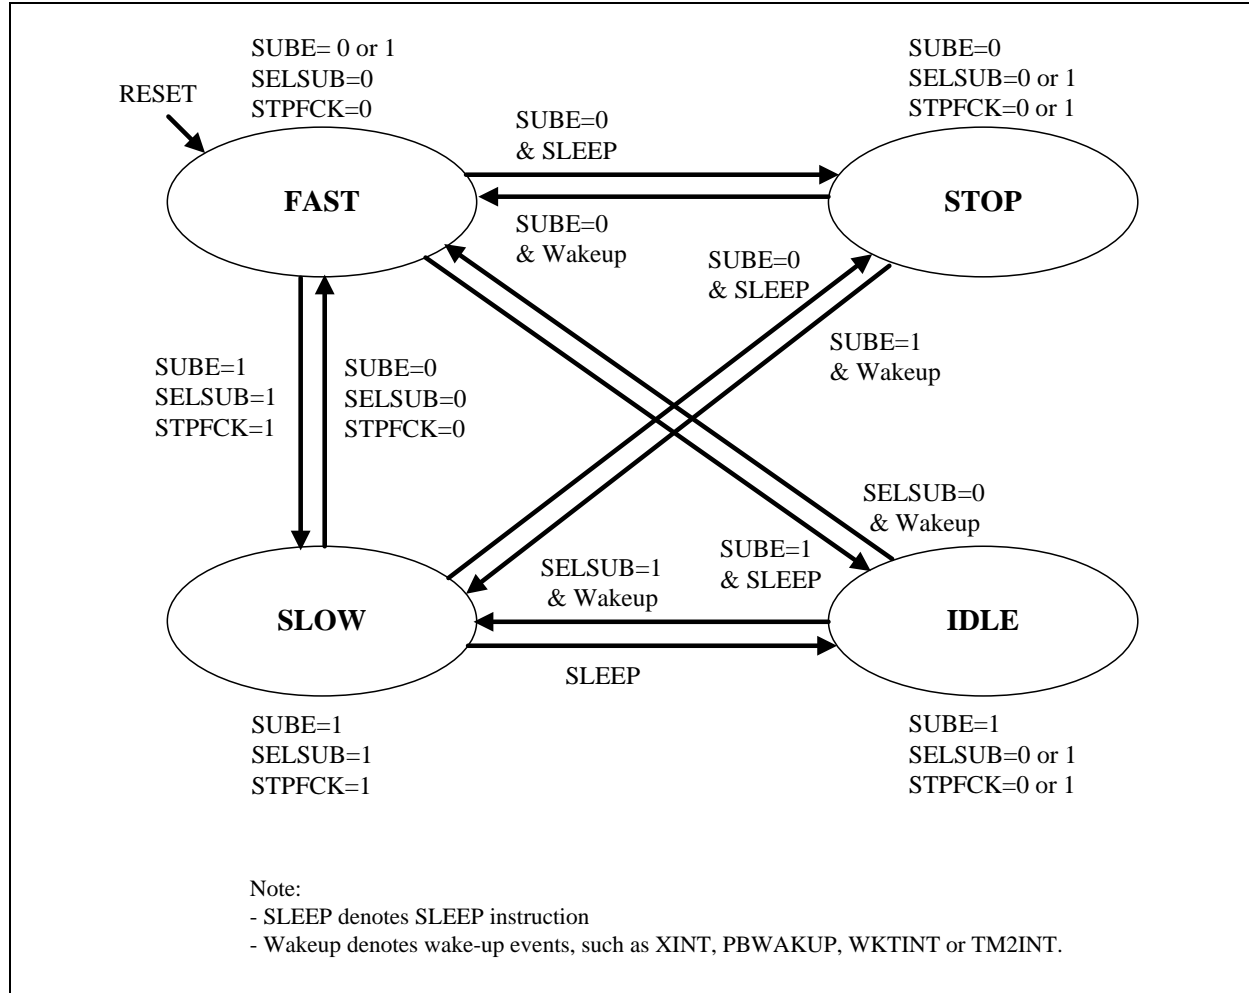 SUBE= 0 or 1
SELSUB=0
STPFCK=0
SUBE=0
SELSUB=0 or 1
STPFCK=0 or 1
RESET
SUBE=0
& SLEEP
FAST
STOP
SUBE=0
& Wakeup
SUBE=0
& SLEEP
SUBE=1
& Wakeup
SUBE=1
SELSUB=1
STPFCK=1
SUBE=0
SELSUB=0
STPFCK=0
SELSUB=0
& Wakeup
SUBE=1
& SLEEP
SELSUB=1
& Wakeup
SLOW
IDLE
SLEEP
SUBE=1
SELSUB=1
STPFCK=1
SUBE=1
SELSUB=0 or 1
STPFCK=0 or 1
Note:
- SLEEP denotes SLEEP instruction
- Wakeup denotes wake-up events, such as XINT, PBWAKUP, WKTINT or TM2INT.